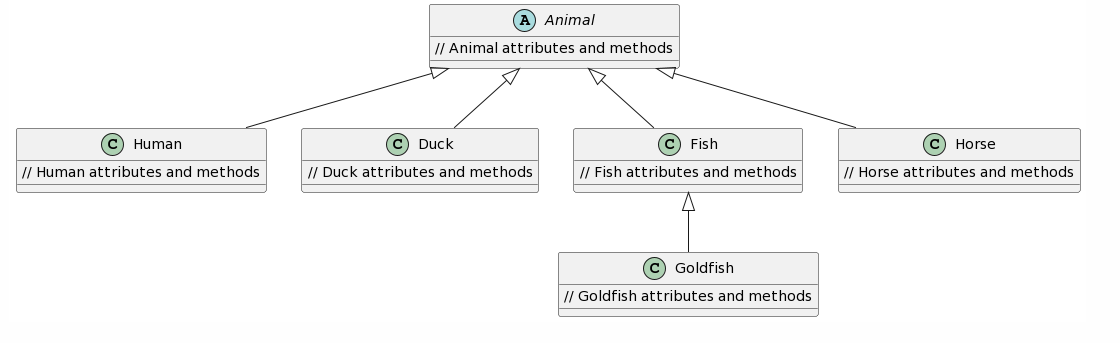 A Animal
// Animal attributes and methods
C Human
// Human attributes and methods
C Duck
// Duck attributes and methods
C Fish
// Fish attributes and methods
C Horse
// Horse attributes and methods
C Goldfish
// Goldfish attributes and methods